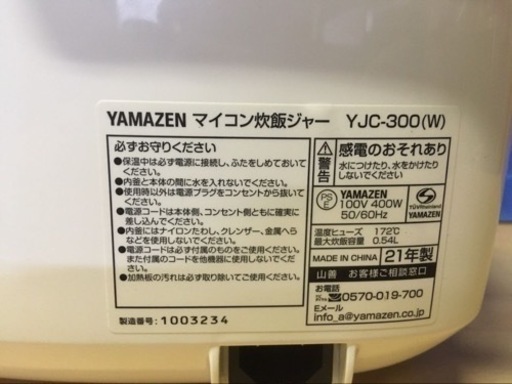 YAMAZEN マイコン炊飯ジャー YJC-300(W)
必ずお守りください
●保温中は必ず電源に接続し、ふたをしめておいて
ください。
●内釜と本体の間に水を入れないでください。
●使用時以外は電源プラグをコンセントから抜いて
ください。
●電源コードは本体側、コンセント側ともに確実に
差し込んでください。
●内釜にはナイロンたわし、クレンザー、金属へら
などを使用しないでください。
●電源コードは必ず付属のものをご使用ください。
また付属のコードを他機器に使用しないでください。
●加熱板の汚れは必ず取り除いてご使用ください。
製造番号:1003234
警告
感電のおそれあり
水につけたり、水をかけたり
しないでください
PSE
YAMAZEN
100V 400W
50/60Hz
TÜVRheinland
YAMAZEN
温度ヒューズ 172℃
最大炊飯容量 0.54L
MADE IN CHINA 21年製
山善 お客様ご相談窓口
お電話
0570-019-700
Eメール
info_a@yamazen.co.jp